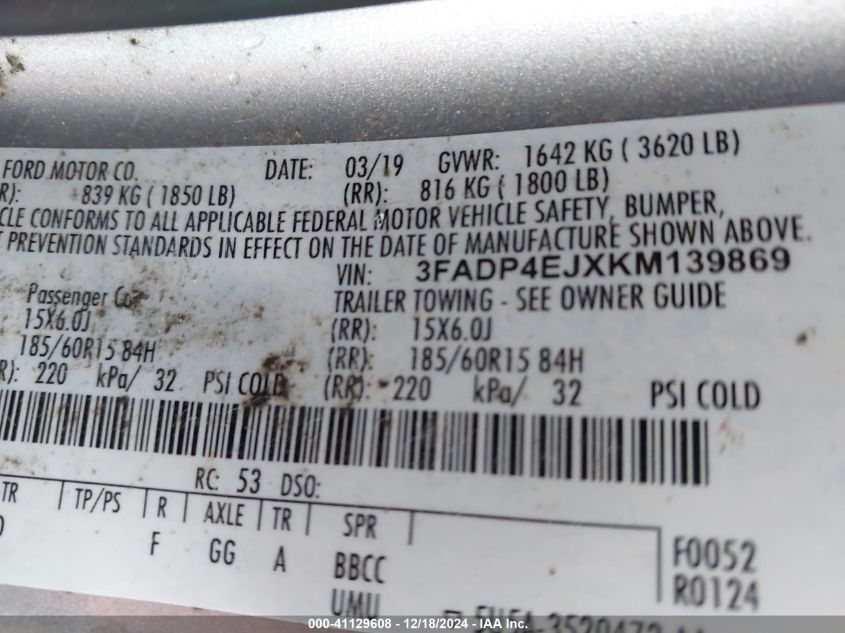 FORD MOTOR CO. DATE: 03/19 GVWR: 1642 KG ( 3620 LB)
R): 839 KG ( 1850 LB) (RR): 816 KG ( 1800 LB)
CLE CONFORMS TO ALL APPLICABLE FEDERAL MOTOR VEHICLE SAFETY, BUMPER,
T PREVENTION STANDARDS IN EFFECT ON THE DATE OF MANUFACTURE SHOWN ABOVE.
VIN: 3FADP4EJXKM139869
Passenger Car TRAILER TOWING - SEE OWNER GUIDE
15X6.0J (RR): 15X6.0J
185/60R15 84H (RR): 185/60R15 84H
R): 220 kPa/ 32 PSI COLD (RR): 220 kPa/ 32 PSI COLD
RC: 53 DSO:
TR TP/PS R AXLE TR SPR
F GG A BBCC F0052
UMU R0124
000-41129608 - 12/18/2024 - IAA, Inc.